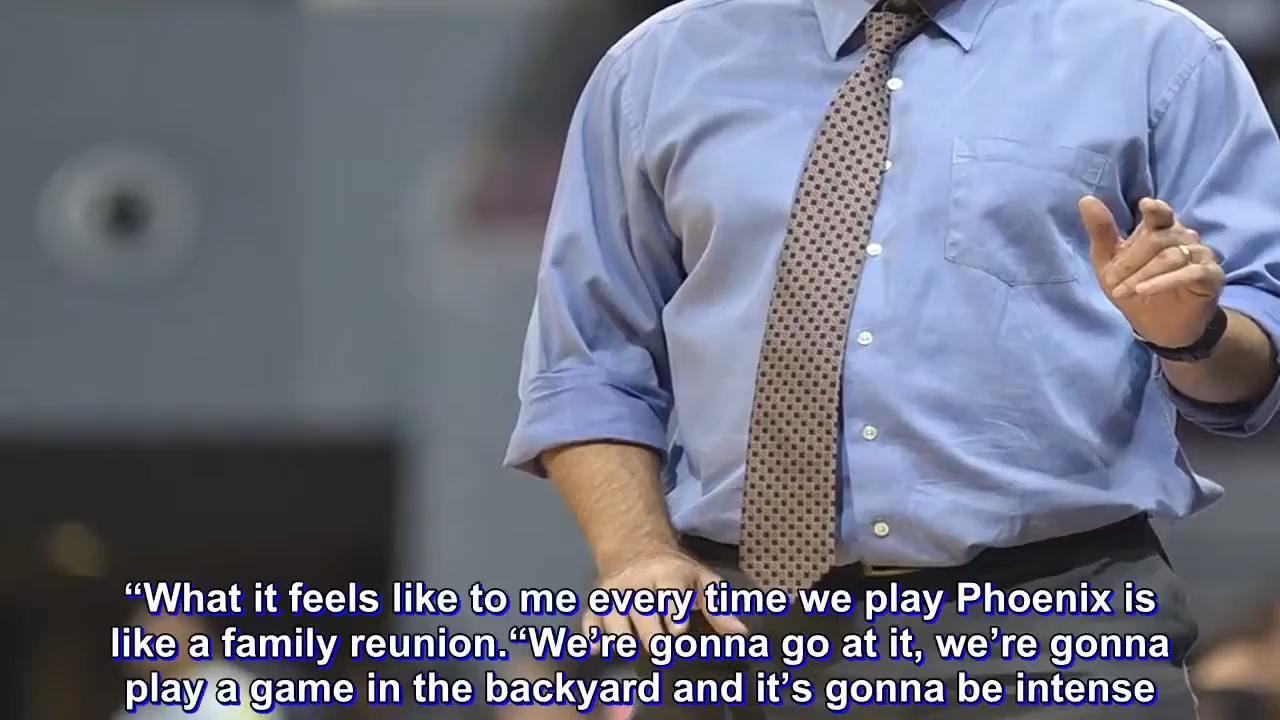 “What it feels like to me every time we play Phoenix is
like a family reunion.“We’re gonna go at it, we’re gonna
play a game in the backyard and it’s gonna be intense